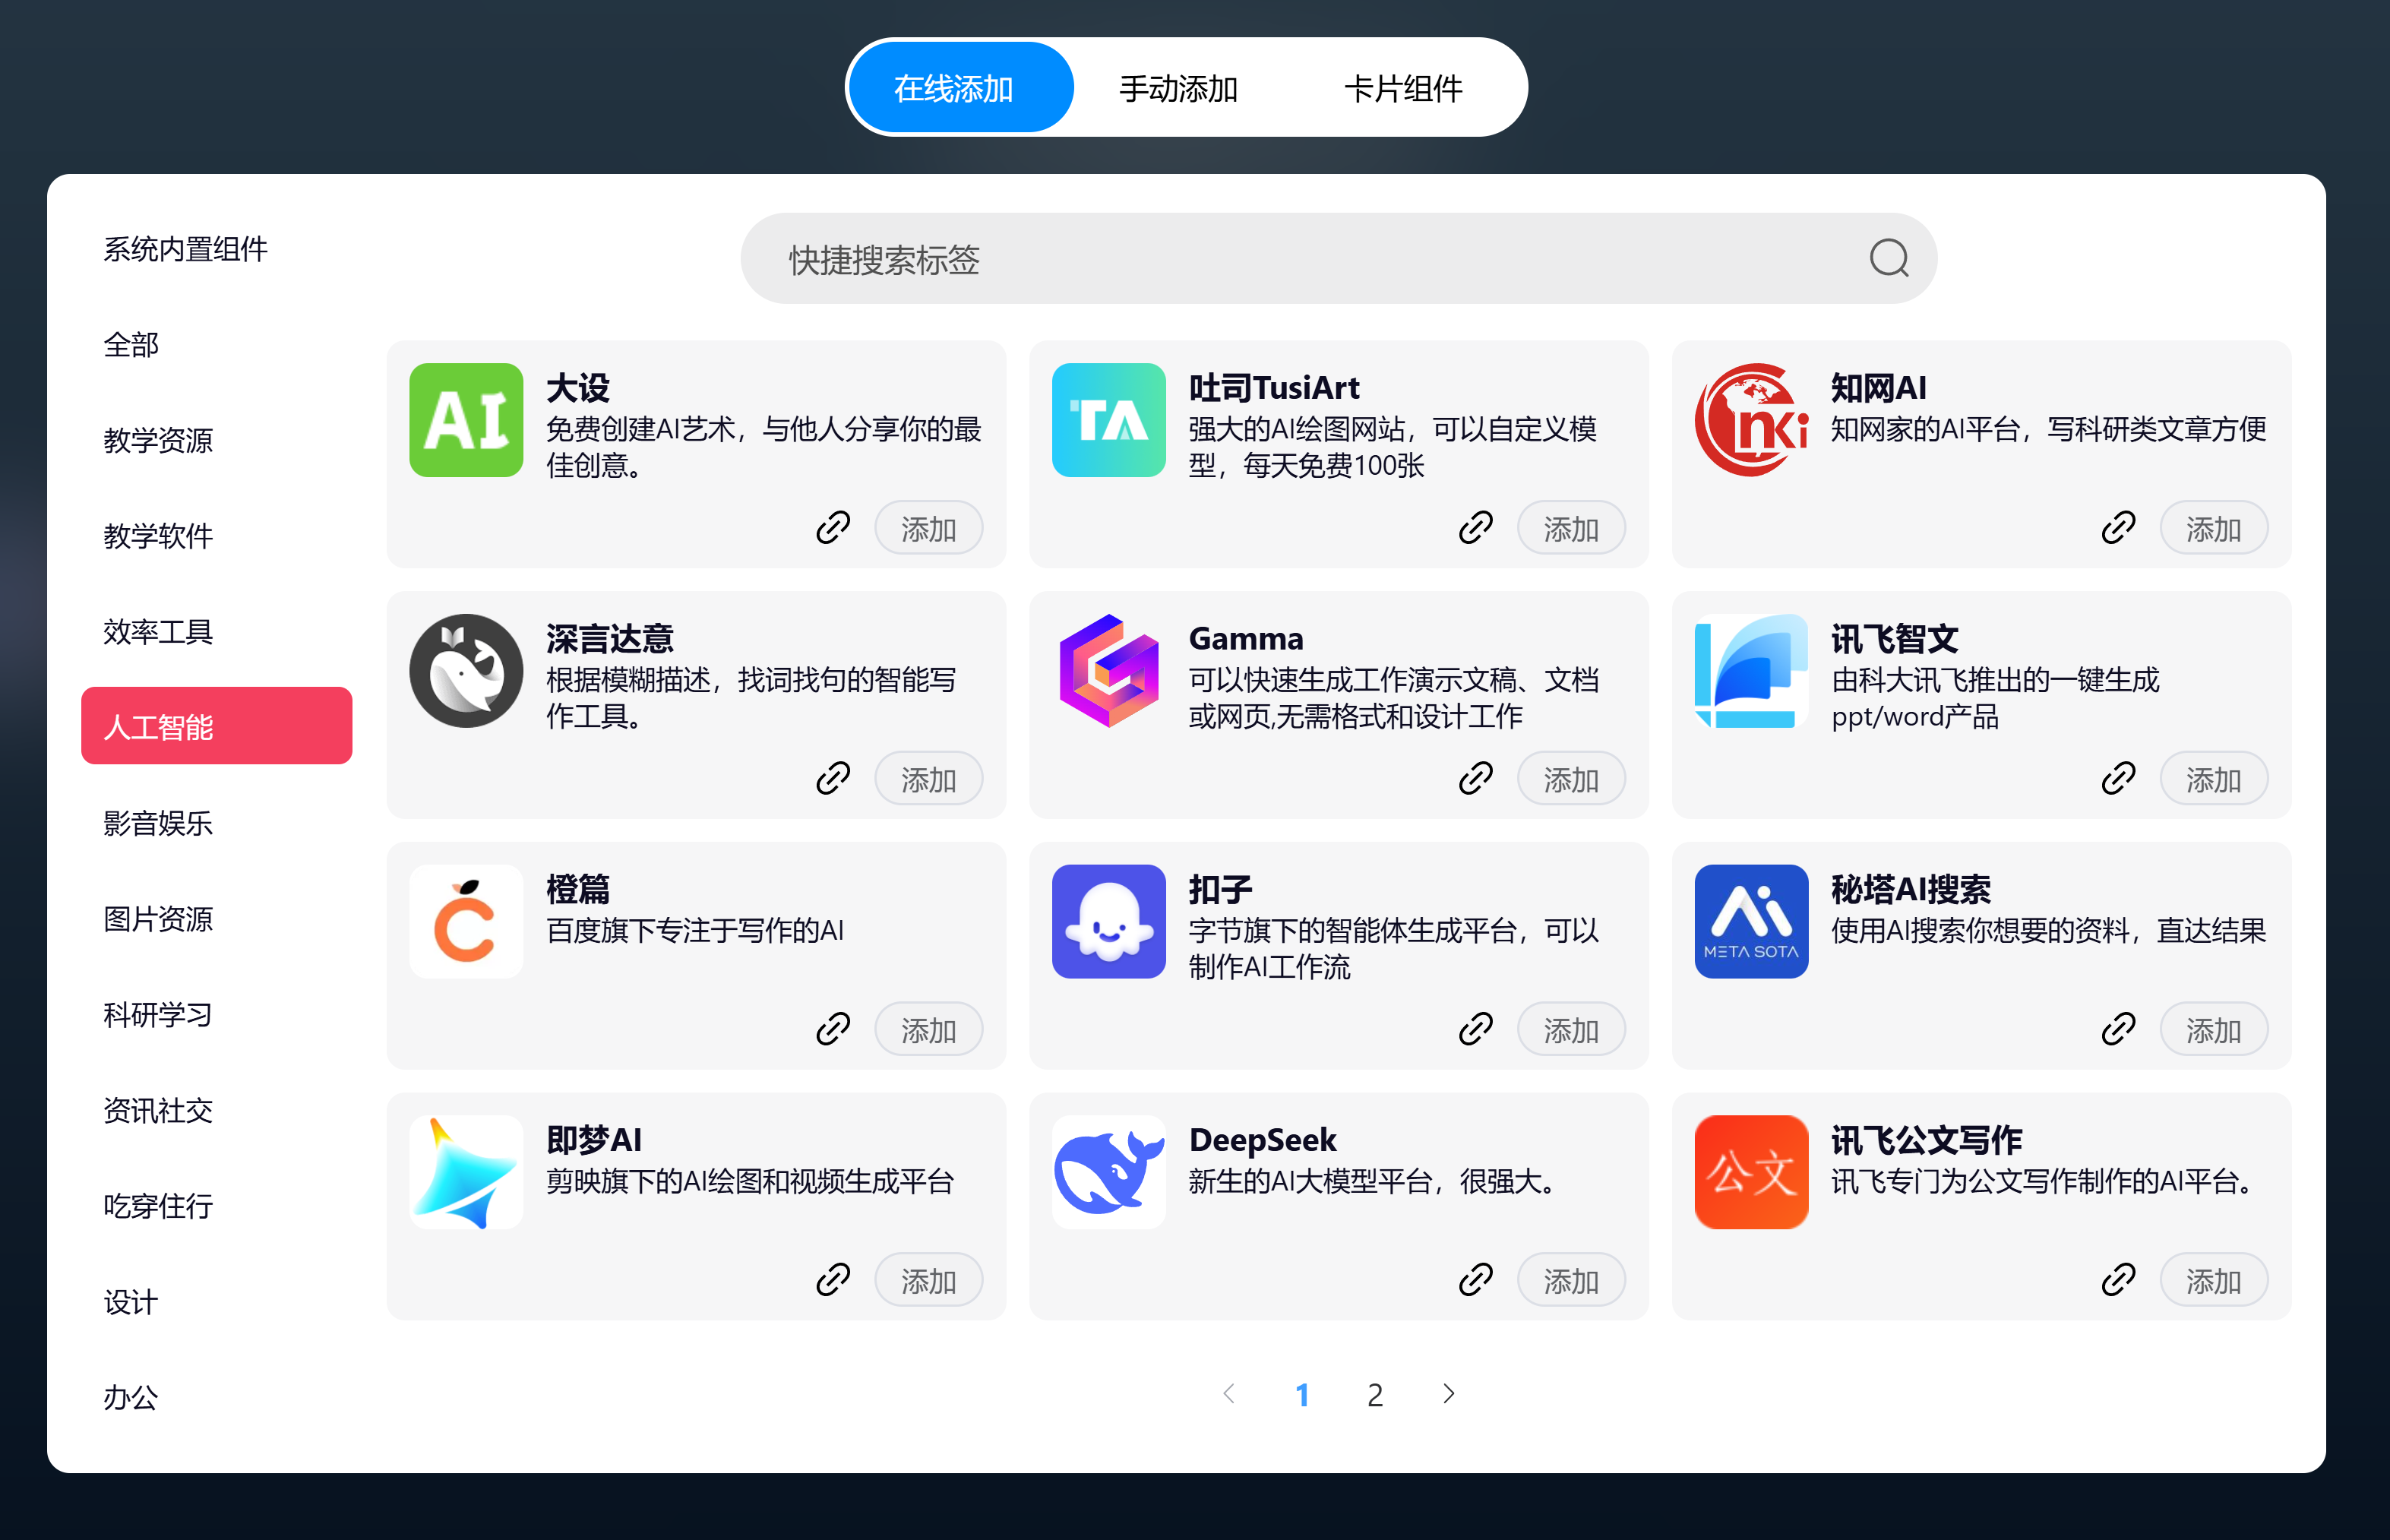 在线添加
手动添加
卡片组件
系统内置组件
全部
教学资源
教学软件
效率工具
人工智能
影音娱乐
图片资源
科研学习
资讯社交
吃穿住行
设计
办公
快捷搜索标签
AI
大设
免费创建AI艺术，与他人分享你的最
佳创意。
添加
TA
吐司TusiArt
强大的AI绘图网站，可以自定义模
型，每天免费100张
添加
CNKi
知网AI
知网家的AI平台，写科研类文章方便
添加
深言达意
根据模糊描述，找词找句的智能写
作工具。
添加
Gamma
可以快速生成工作演示文稿、文档
或网页,无需格式和设计工作
添加
讯飞智文
由科大讯飞推出的一键生成
ppt/word产品
添加
橙篇
百度旗下专注于写作的AI
添加
扣子
字节旗下的智能体生成平台，可以
制作AI工作流
添加
META SOTA
秘塔AI搜索
使用AI搜索你想要的资料，直达结果
添加
即梦AI
剪映旗下的AI绘图和视频生成平台
添加
DeepSeek
新生的AI大模型平台，很强大。
添加
公文
讯飞公文写作
讯飞专门为公文写作制作的AI平台。
添加
1
2